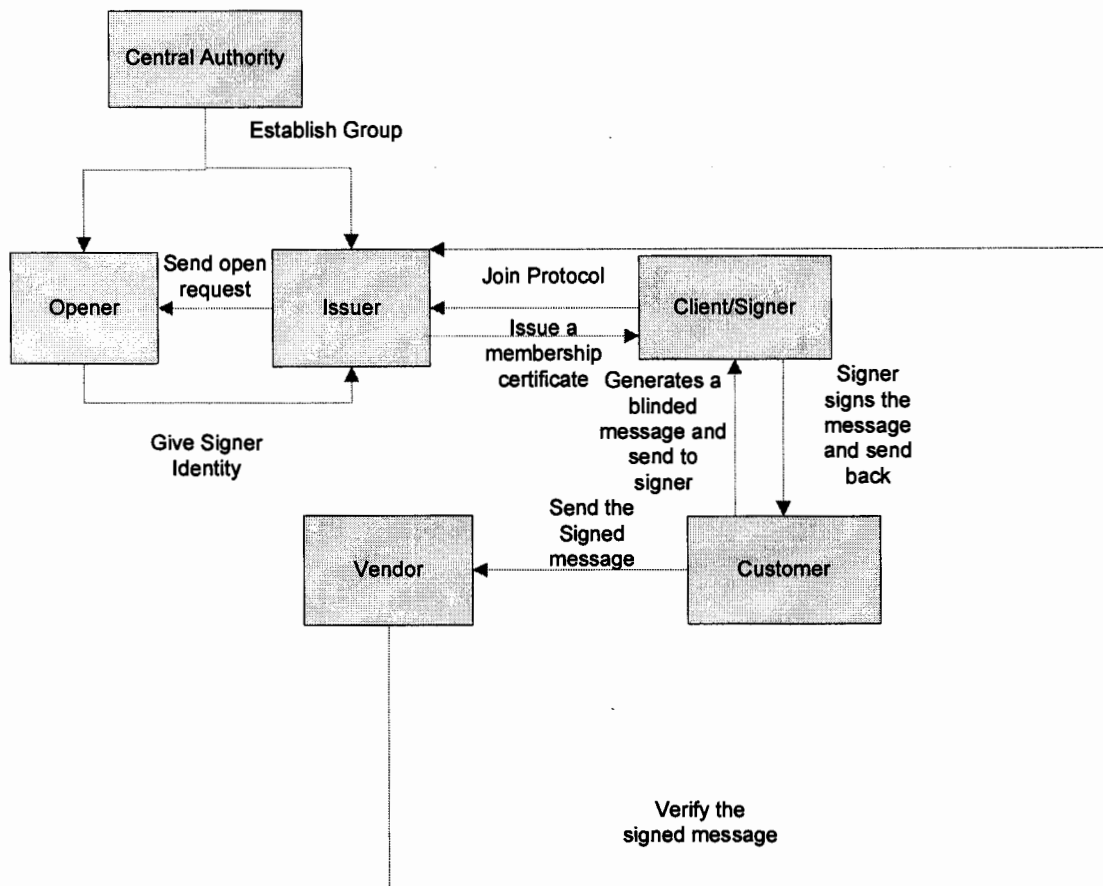 Central Authority
Establish Group
Opener
Send open
request
Issuer
Join Protocol
Client/Signer
Issue a
membership
certificate
Give Signer
Identity
Generates a
blinded
message and
send to
signer
Signer
signs the
message
and send
back
Vendor
Send the
Signed
message
Customer
Verify the
signed message